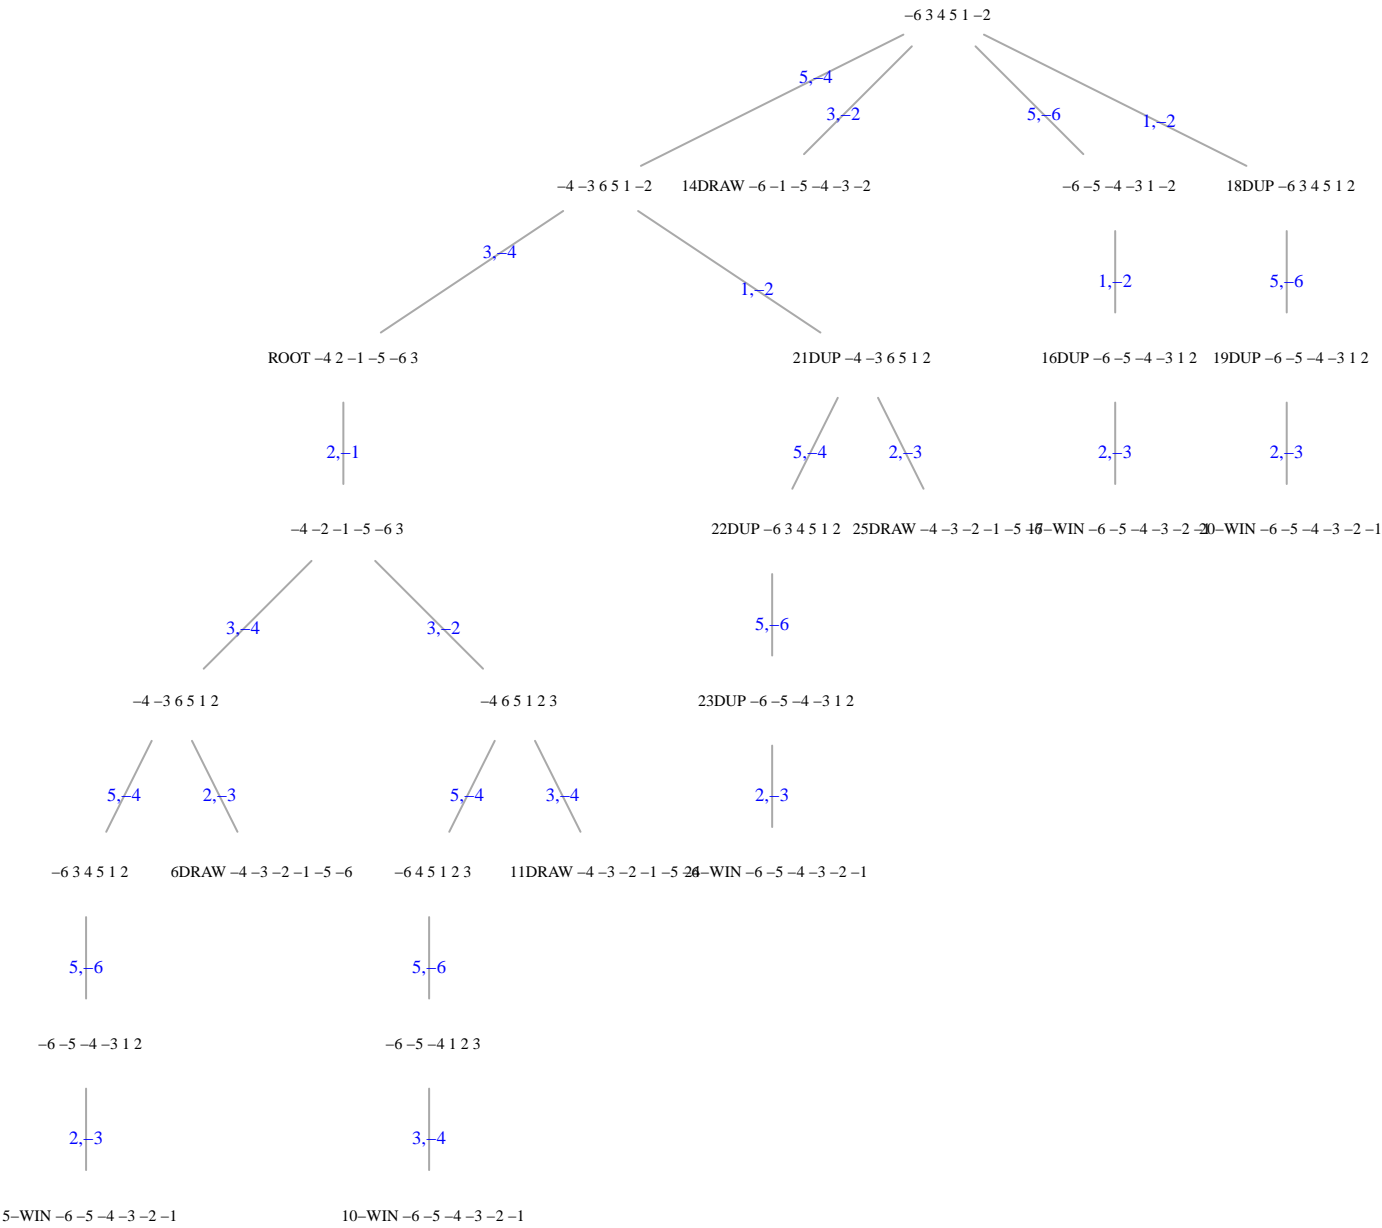 −6 3 4 5 1 −2
5,−4
3,−2
5,−6
1,−2
−4 −3 6 5 1 −2
14DRAW −6 −1 −5 −4 −3 −2
−6 −5 −4 −3 1 −2
18DUP −6 3 4 5 1 2
3,−4
1,−2
1,−2
5,−6
ROOT −4 2 −1 −5 −6 3
21DUP −4 −3 6 5 1 2
16DUP −6 −5 −4 −3 1 2
19DUP −6 −5 −4 −3 1 2
2,−1
5,−4
2,−3
2,−3
2,−3
−4 −2 −1 −5 −6 3
22DUP −6 3 4 5 1 2
25DRAW −4 −3 −2 −1 −5 −6
17−WIN −6 −5 −4 −3 −2 −1
20−WIN −6 −5 −4 −3 −2 −1
3,−4
3,−2
5,−6
−4 −3 6 5 1 2
−4 6 5 1 2 3
23DUP −6 −5 −4 −3 1 2
5,−4
2,−3
5,−4
3,−4
2,−3
−6 3 4 5 1 2
6DRAW −4 −3 −2 −1 −5 −6
−6 4 5 1 2 3
11DRAW −4 −3 −2 −1 −5 −6
24−WIN −6 −5 −4 −3 −2 −1
5,−6
5,−6
−6 −5 −4 −3 1 2
−6 −5 −4 1 2 3
2,−3
3,−4
5−WIN −6 −5 −4 −3 −2 −1
10−WIN −6 −5 −4 −3 −2 −1